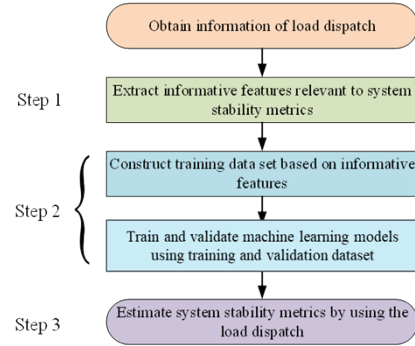 Obtain information of load dispatch
Step 1
Extract informative features relevant to system
stability metrics
Step 2
Construct training data set based on informative
features
Train and validate machine learning models
using training and validation dataset
Step 3
Estimate system stability metrics by using the
load dispatch